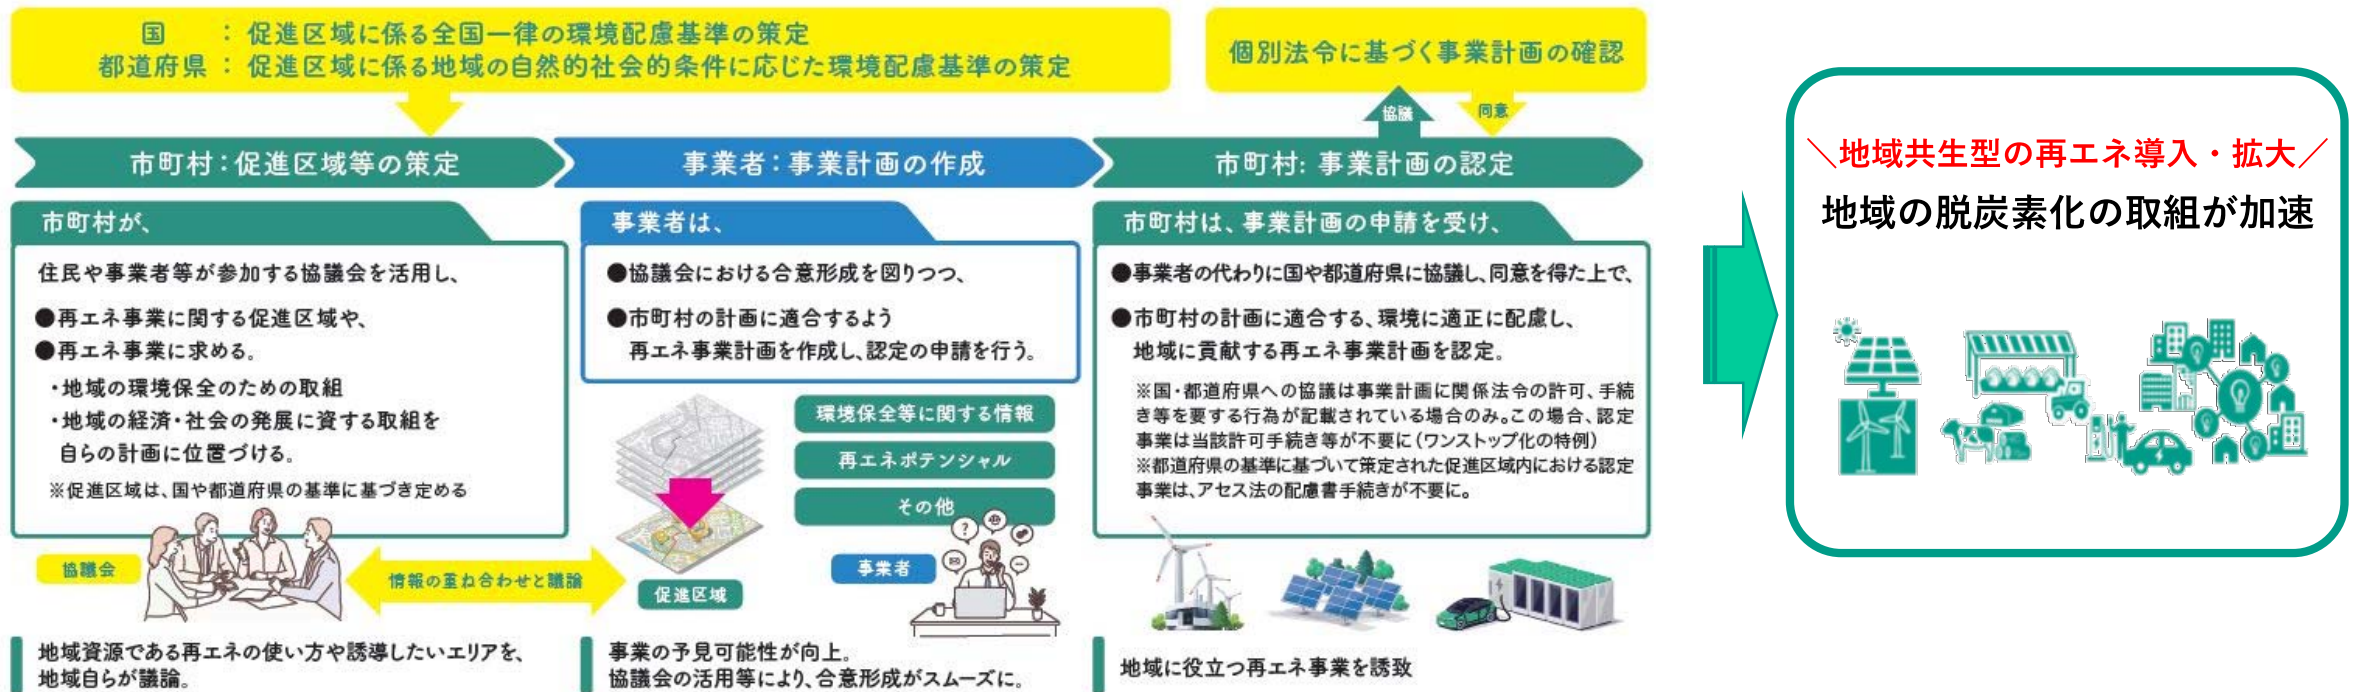 国 : 促進区域に係る全国一律の環境配慮基準の策定
都道府県 : 促進区域に係る地域の自然的社会的条件に応じた環境配慮基準の策定
個別法令に基づく事業計画の確認
協議
同意
市町村：促進区域等の策定
事業者：事業計画の作成
市町村: 事業計画の認定
市町村が、
住民や事業者等が参加する協議会を活用し、
●再エネ事業に関する促進区域や、
●再エネ事業に求める。
・地域の環境保全のための取組
・地域の経済・社会の発展に資する取組を
自らの計画に位置づける。
※促進区域は、国や都道府県の基準に基づき定める
協議会
情報の重ね合わせと議論
地域資源である再エネの使い方や誘導したいエリアを、
地域自らが議論。
事業者は、
●協議会における合意形成を図りつつ、
●市町村の計画に適合するよう
再エネ事業計画を作成し、認定の申請を行う。
環境保全等に関する情報
再エネポテンシャル
その他
促進区域
事業者
事業の予見可能性が向上。
協議会の活用等により、合意形成がスムーズに。
市町村は、事業計画の申請を受け、
●事業者の代わりに国や都道府県に協議し、同意を得た上で、
●市町村の計画に適合する、環境に適正に配慮し、
地域に貢献する再エネ事業計画を認定。
※国・都道府県への協議は事業計画に関係法令の許可、手続
き等を要する行為が記載されている場合のみ。この場合、認定
事業は当該許可手続き等が不要に（ワンストップ化の特例）
※都道府県の基準に基づいて策定された促進区域内における認定
事業は、アセス法の配慮書手続きが不要に。
地域に役立つ再エネ事業を誘致
＼地域共生型の再エネ導入・拡大／
地域の脱炭素化の取組が加速